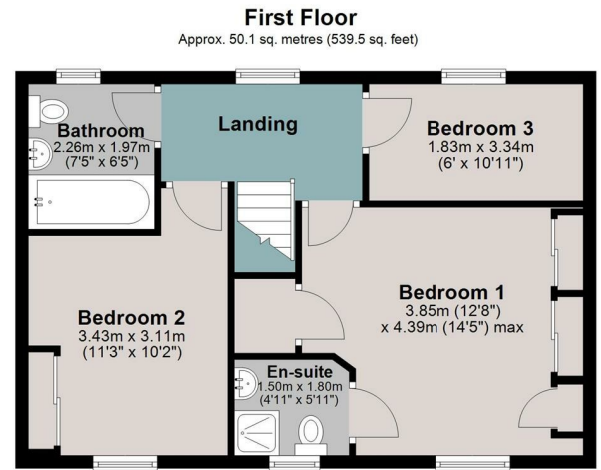 First Floor
Approx. 50.1 sq. metres (539.5 sq. feet)
Bathroom
2.26m x 1.97m
(7'5" x 6'5")
Landing
Bedroom 3
1.83m x 3.34m
(6' x 10'11")
Bedroom 2
3.43m x 3.11m
(11'3" x 10'2")
Bedroom 1
3.85m (12'8")
x 4.39m (14'5") max
En-suite
1.50m x 1.80m
(4'11" x 5'11")